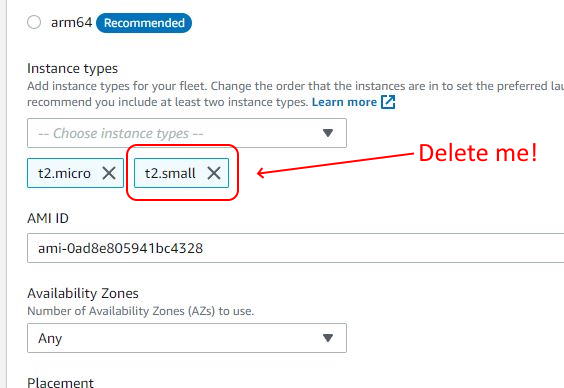 arm64 Recommended
Instance types
Add instance types for your fleet. Change the order that the instances are in to set the preferred
recommend you include at least two instance types. Learn more
-- Choose instance types --
t2.micro
t2.small
Delete me!
AMI ID
ami-0ad8e805941bc4328
Availability Zones
Number of Availability Zones (AZs) to use.
Any
Placement